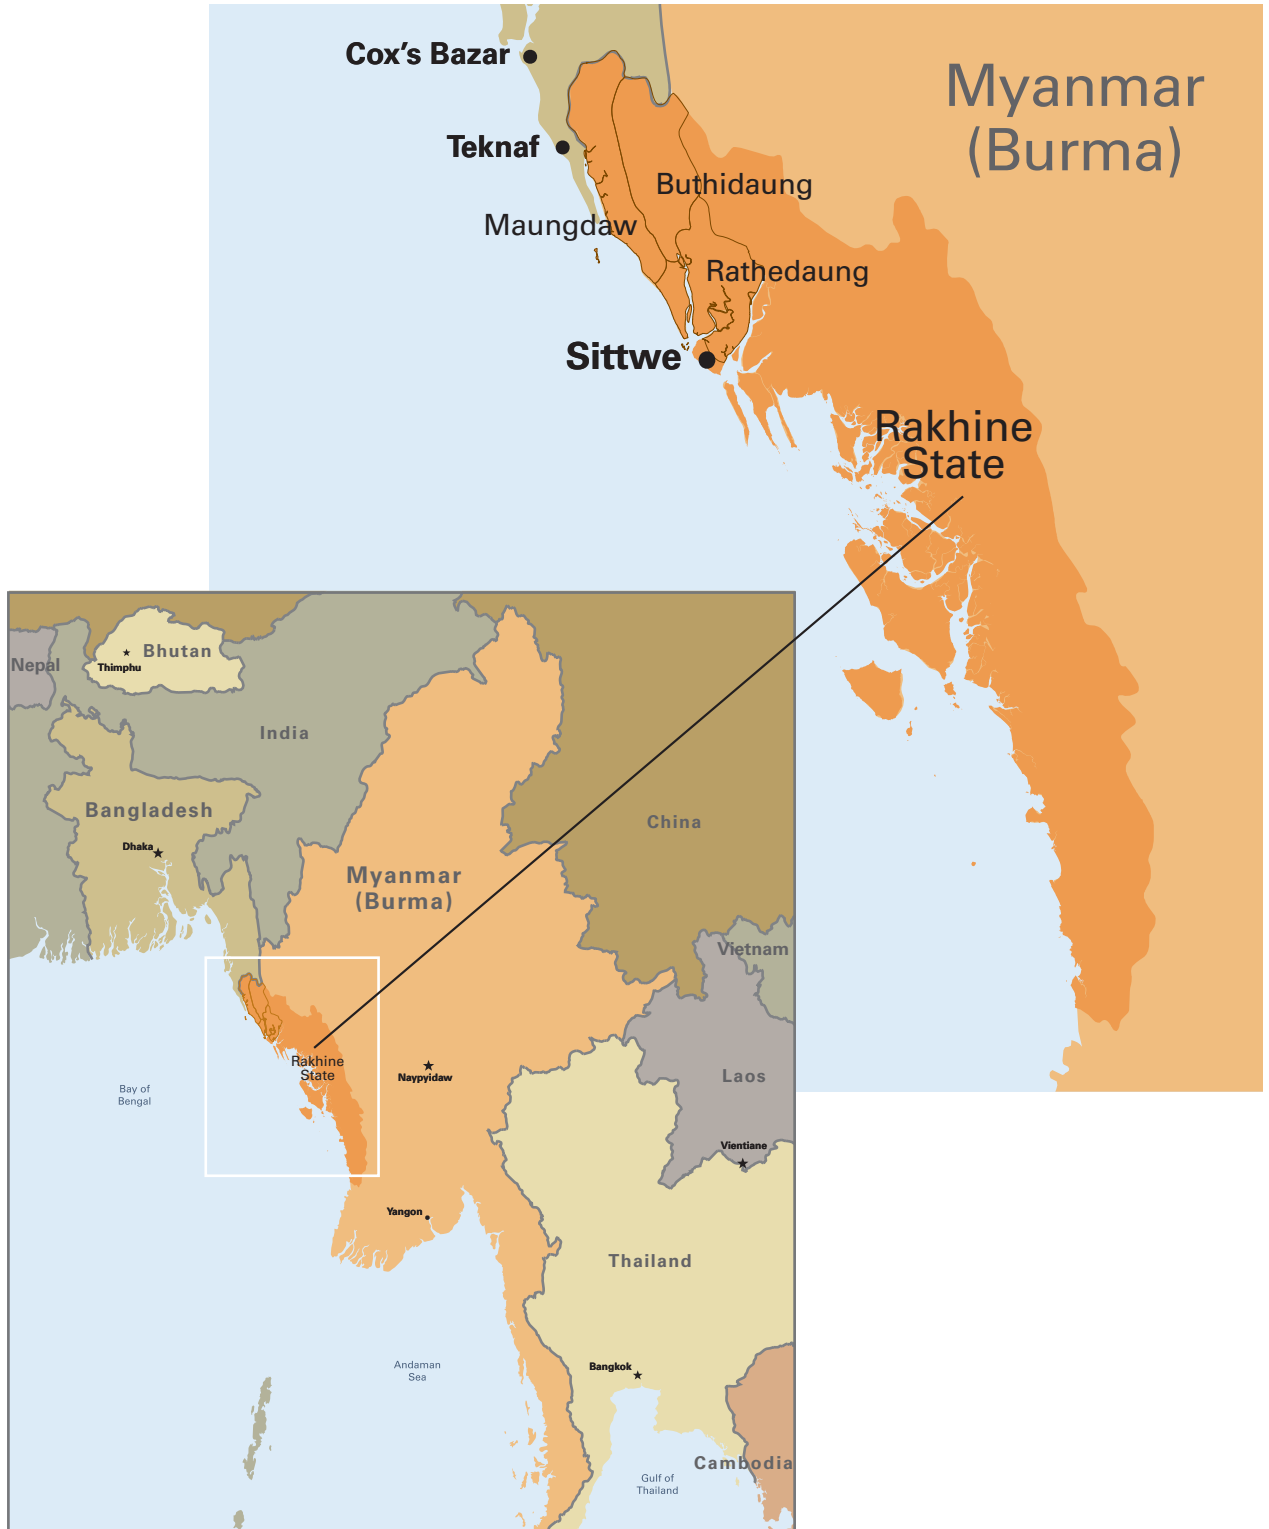 Cox’s Bazar
Myanmar
(Burma)
Teknaf
Buthidaung
Maungdaw
Rathedaung
Sittwe
Rakhine
State
Nepal
Bhutan
Thimphu
India
Bangladesh
Dhaka
China
Myanmar
(Burma)
Vietnam
Rakhine
State
Naypyidaw
Laos
Bay of
Bengal
Vientiane
Yangon
Thailand
Andaman
Sea
Bangkok
Cambodia
Gulf of
Thailand